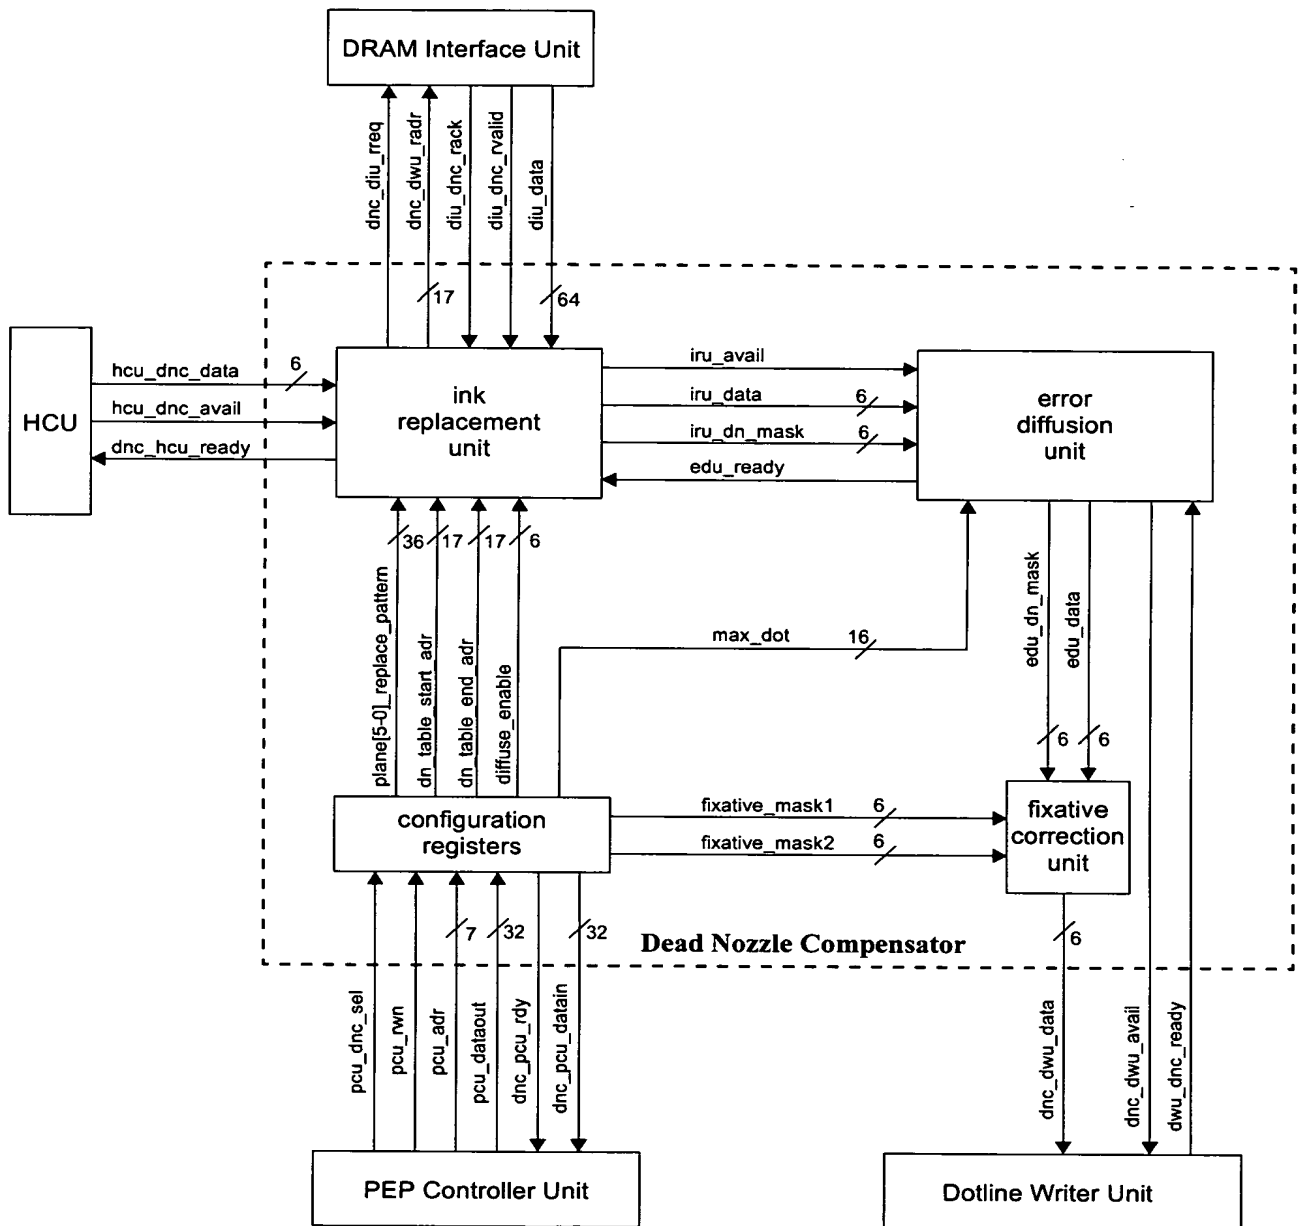 DRAM Interface Unit
dnc_diu_rreq
dnc_dwu_radr
diu_dnc_rack
diu_dnc_rvalid
diu_data
17
64
HCU
hcu_dnc_data
6
hcu_dnc_avail
dnc_hcu_ready
ink
replacement
unit
iru_avail
iru_data
6
iru_dn_mask
6
edu_ready
error
diffusion
unit
36
17
17
6
plane[5-0]_replace_pattern
dn_table_start_adr
dn_table_end_adr
diffuse_enable
max_dot
16
edu_dn_mask
edu_data
6
6
configuration
registers
fixative_mask1
6
fixative_mask2
6
fixative
correction
unit
7
32
32
Dead Nozzle Compensator
6
pcu_dnc_sel
pcu_rwn
pcu_adr
pcu_dataout
dnc_pcu_rdy
dnc_pcu_datain
dnc_dwu_data
dnc_dwu_avail
dwu_dnc_ready
PEP Controller Unit
Dotline Writer Unit